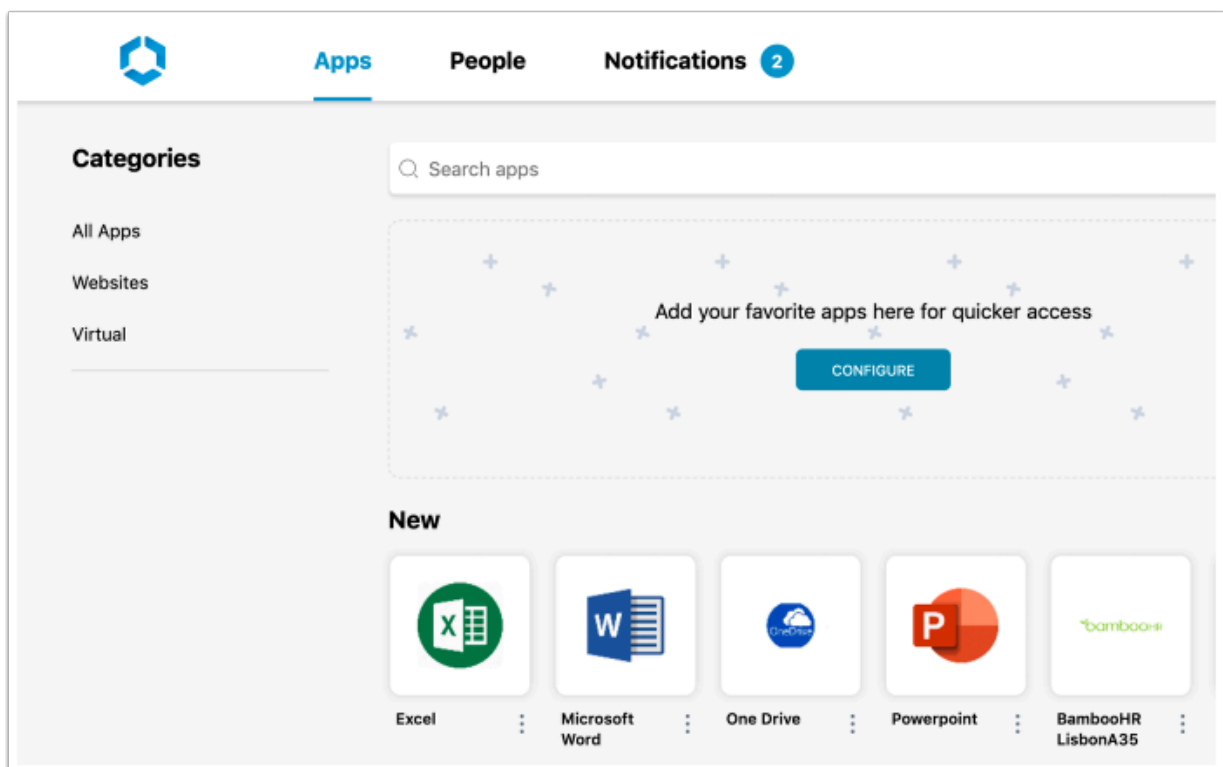 Apps People Notifications 2
Categories
Search apps
All Apps
Websites
Virtual
Add your favorite apps here for quicker access
CONFIGURE
New
X
W
OneDrive
P
bambooHR
Excel
Microsoft
Word
One Drive
Powerpoint
BambooHR
LisbonA35